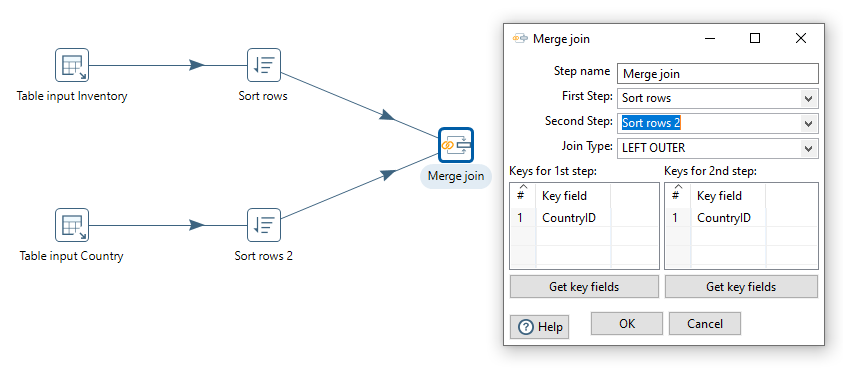 Table input Inventory
Sort rows
Merge join
Table input Country
Sort rows 2
Merge join
Step name Merge join
First Step: Sort rows
Second Step: Sort rows 2
Join Type: LEFT OUTER
Keys for 1st step: Keys for 2nd step:
# Key field # Key field
1 CountryID 1 CountryID
Get key fields Get key fields
? Help OK Cancel